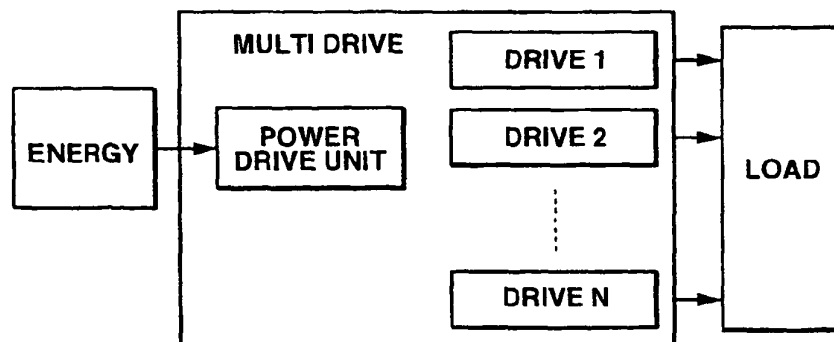 MULTI DRIVE
DRIVE 1
ENERGY
POWER
DRIVE UNIT
DRIVE 2
LOAD
DRIVE N